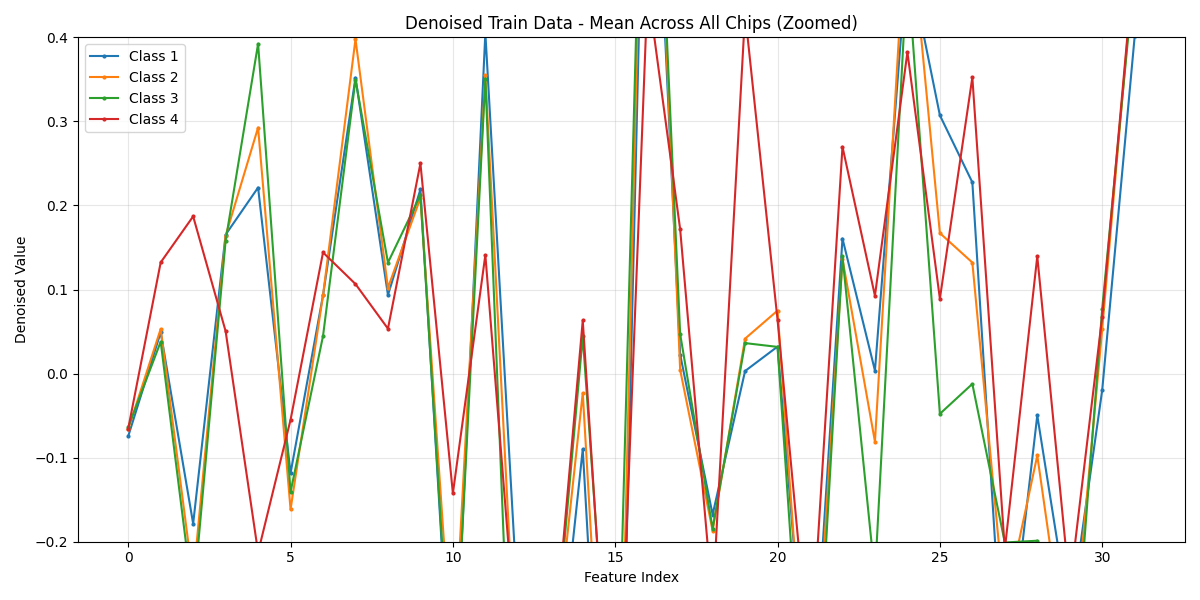 Denoised Train Data - Mean Across All Chips (Zoomed)
Class 1
Class 2
Class 3
Class 4
Denoised Value
0.4
0.3
0.2
0.1
0.0
−0.1
−0.2
0 5 10 15 20 25 30
Feature Index